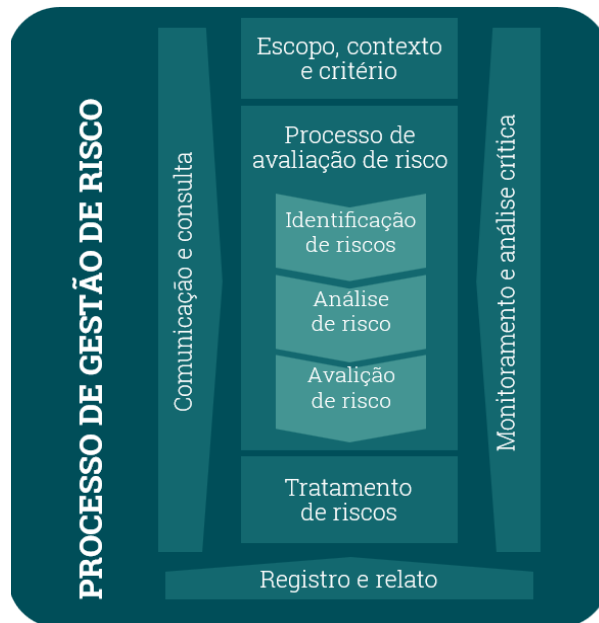 PROCESSO DE GESTÃO DE RISCO
Comunicação e consulta
Escopo, contexto
e critério
Processo de
avaliação de risco
Identificação
de riscos
Análise
de risco
Avalição
de risco
Tratamento
de riscos
Monitoramento e análise crítica
Registro e relato